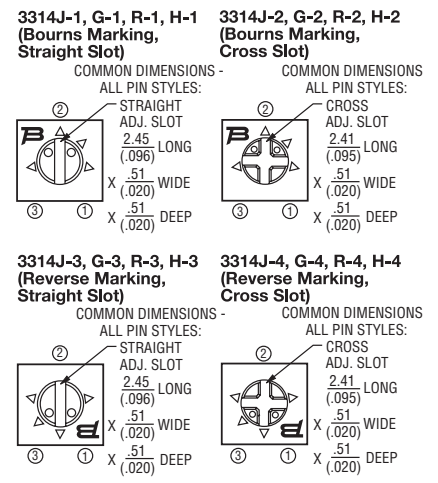 3314J-1, G-1, R-1, H-1
(Bourns Marking,
Straight Slot)
COMMON DIMENSIONS -
ALL PIN STYLES:
STRAIGHT
ADJ. SLOT
2.45
(.096) LONG
X .51
(.020) WIDE
X .51
(.020) DEEP
2
3
1
3314J-2, G-2, R-2, H-2
(Bourns Marking,
Cross Slot)
COMMON DIMENSIONS
ALL PIN STYLES:
CROSS
ADJ. SLOT
2.41
(.095) LONG
X .51
(.020) WIDE
X .51
(.020) DEEP
2
3
1
3314J-3, G-3, R-3, H-3
(Reverse Marking,
Straight Slot)
COMMON DIMENSIONS -
ALL PIN STYLES:
STRAIGHT
ADJ. SLOT
2.45
(.096) LONG
X .51
(.020) WIDE
X .51
(.020) DEEP
2
3
1
3314J-4, G-4, R-4, H-4
(Reverse Marking,
Cross Slot)
COMMON DIMENSIONS
ALL PIN STYLES:
CROSS
ADJ. SLOT
2.41
(.095) LONG
X .51
(.020) WIDE
X .51
(.020) DEEP
2
3
1